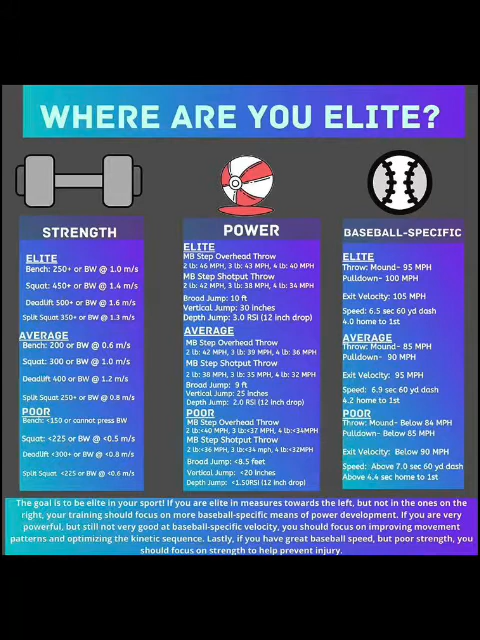 WHERE ARE YOU ELITE?
STRENGTH
ELITE
Bench: 250+ or BW @ 1.0 m/s
Squat: 450+ or BW @ 1.4 m/s
Deadlift 500+ or BW @ 1.6 m/s
Split Squat 350+ or BW @ 1.3 m/s
AVERAGE
Bench: 200 or BW @ 0.6 m/s
Squat: 300 or BW @ 1.0 m/s
Deadlift 400 or BW @ 1.2 m/s
Split Squat 250+ or BW @ 0.8 m/s
POOR
Bench: <150 or cannot press BW
Squat: <225 or BW @ <0.5 m/s
Deadlift <300+ or BW @ <0.8 m/s
Split Squat <225 or BW @ <0.6 m/s
POWER
ELITE
MB Step Overhead Throw
2 lb: 46 MPH, 3 lb: 43 MPH, 4 lb: 40 MPH
MB Step Shotput Throw
2 lb: 42 MPH, 3 lb: 38 MPH, 4 lb: 34 MPH
Broad Jump: 10 ft
Vertical Jump: 30 inches
Depth Jump: 3.0 RSI (12 inch drop)
AVERAGE
MB Step Overhead Throw
2 lb: 42 MPH, 3 lb: 39 MPH, 4 lb: 36 MPH
MB Step Shotput Throw
2 lb: 38 MPH, 3 lb: 35 MPH, 4 lb: 32 MPH
Broad Jump: 9 ft
Vertical Jump: 25 inches
Depth Jump: 2.0 RSI (12 inch drop)
POOR
MB Step Overhead Throw
2 lb:<40 MPH, 3 lb:<37 MPH, 4 lb:<34MPH
MB Step Shotput Throw
2 lb:<36 MPH, 3 lb:<34 mph, 4 lb:<32MPH
Broad Jump: <8.5 feet
Vertical Jump: <20 inches
Depth Jump: <1.50RSI (12 inch drop)
BASEBALL-SPECIFIC
ELITE
Throw: Mound- 95 MPH
Pulldown- 100 MPH
Exit Velocity: 105 MPH
Speed: 6.5 sec 60 yd dash
4.0 home to 1st
AVERAGE
Throw: Mound- 85 MPH
Pulldown- 90 MPH
Exit Velocity: 95 MPH
Speed: 6.9 sec 60 yd dash
4.2 home to 1st
POOR
Throw: Mound- Below 84 MPH
Pulldown- Below 85 MPH
Exit Velocity: Below 90 MPH
Speed: Above 7.0 sec 60 yd dash
Above 4.4 sec home to 1st
The goal is to be elite in your sport! If you are elite in measures towards the left, but not in the ones on the
right, your training should focus on more baseball-specific means of power development. If you are very
powerful, but still not very good at baseball-specific velocity, you should focus on improving movement
patterns and optimizing the kinetic sequence. Lastly, if you have great baseball speed, but poor strength, you
should focus on strength to help prevent injury.